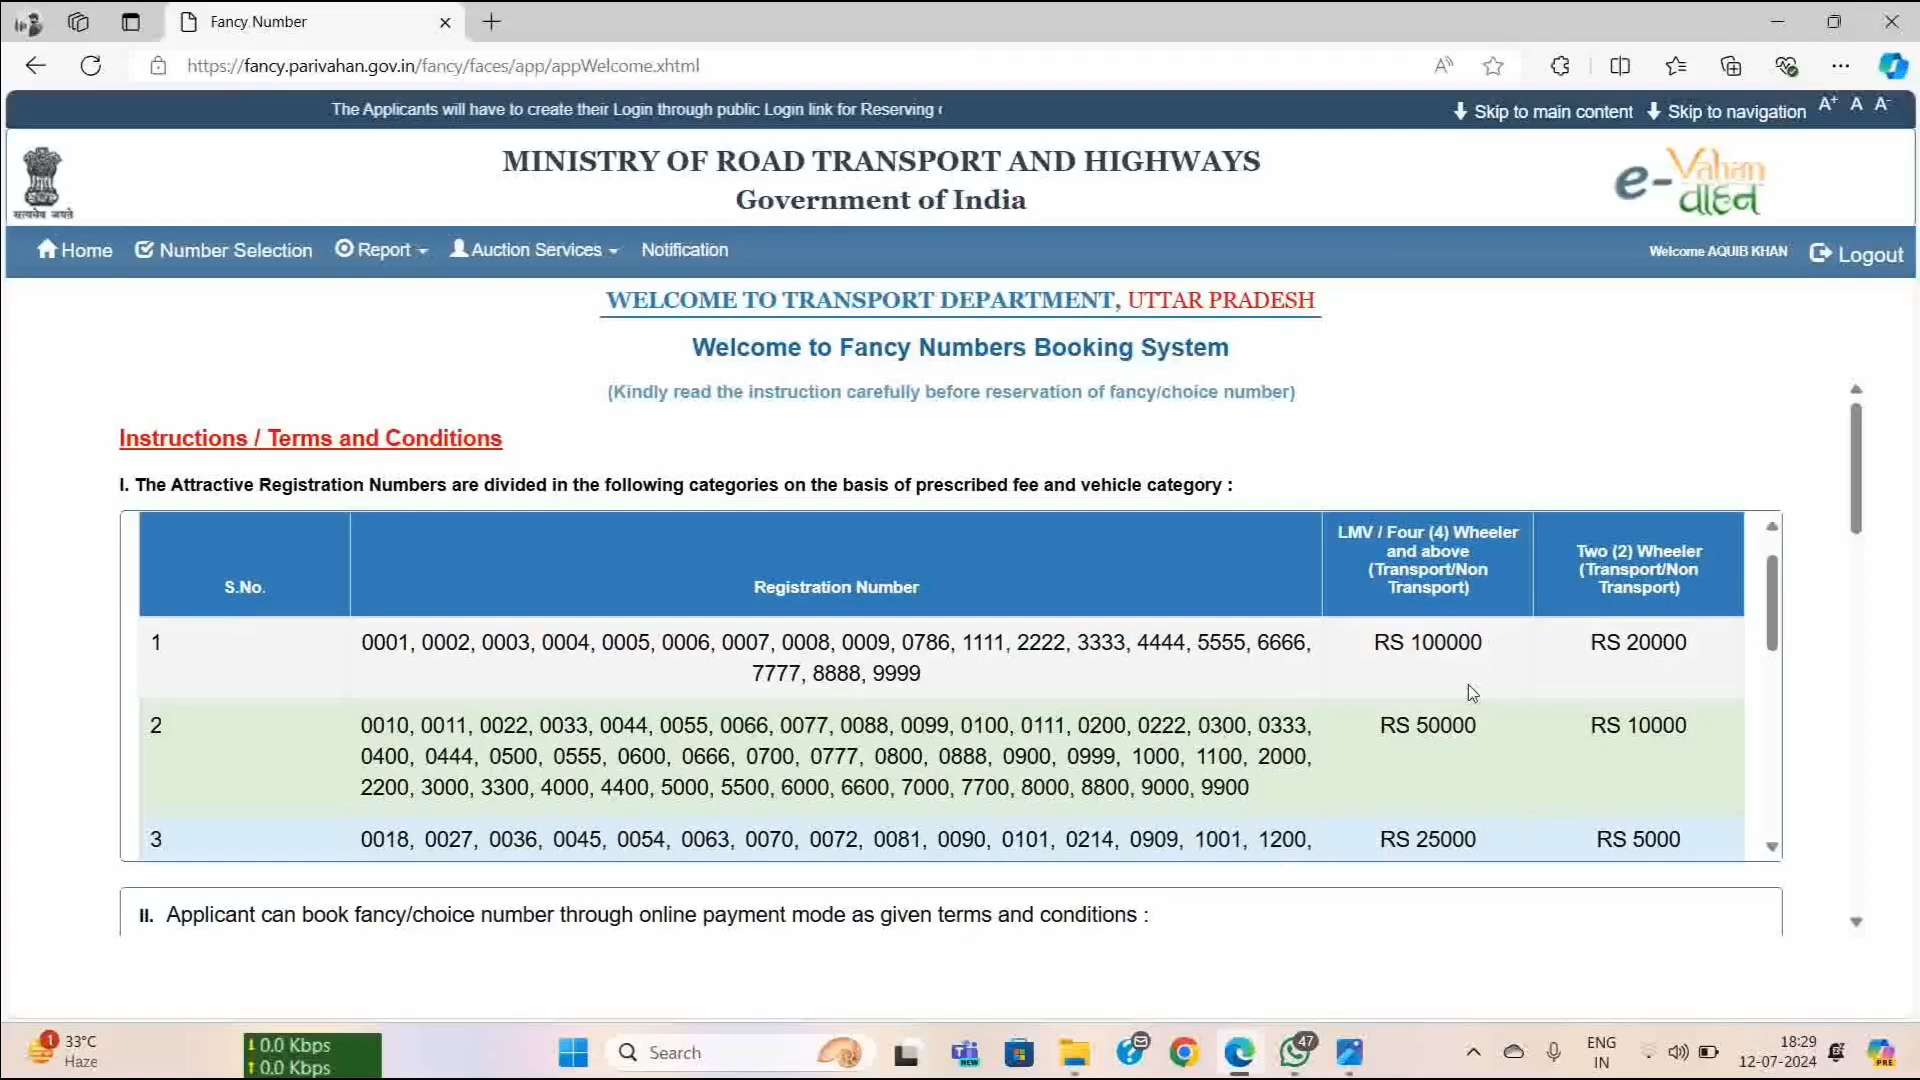 Fancy Number
https://fancy.parivahan.gov.in/fancy/faces/app/appWelcome.xhtml
The Applicants will have to create their Login through public Login link for Reserving
Skip to main content Skip to navigation A+ A A-
MINISTRY OF ROAD TRANSPORT AND HIGHWAYS
Government of India
सत्यमेव जयते
e-Vahan
वाहन
Home Number Selection Report Auction Services Notification Welcome AQUIB KHAN Logout
WELCOME TO TRANSPORT DEPARTMENT, UTTAR PRADESH
Welcome to Fancy Numbers Booking System
(Kindly read the instruction carefully before reservation of fancy/choice number)
Instructions / Terms and Conditions
I. The Attractive Registration Numbers are divided in the following categories on the basis of prescribed fee and vehicle category :
S.No.
Registration Number
LMV / Four (4) Wheeler
and above
(Transport/Non
Transport)
Two (2) Wheeler
(Transport/Non
Transport)
1 0001, 0002, 0003, 0004, 0005, 0006, 0007, 0008, 0009, 0786, 1111, 2222, 3333, 4444, 5555, 6666, RS 100000 RS 20000
7777, 8888, 9999
2 0010, 0011, 0022, 0033, 0044, 0055, 0066, 0077, 0088, 0099, 0100, 0111, 0200, 0222, 0300, 0333, RS 50000 RS 10000
0400, 0444, 0500, 0555, 0600, 0666, 0700, 0777, 0800, 0888, 0900, 0999, 1000, 1100, 2000,
2200, 3000, 3300, 4000, 4400, 5000, 5500, 6000, 6600, 7000, 7700, 8000, 8800, 9000, 9900
3 0018, 0027, 0036, 0045, 0054, 0063, 0070, 0072, 0081, 0090, 0101, 0214, 0909, 1001, 1200, RS 25000 RS 5000
II. Applicant can book fancy/choice number through online payment mode as given terms and conditions :
1
33°C
Haze
0.0 Kbps
0.0 Kbps
Search
NEW
47
ENG
IN
18:29
12-07-2024
PRE